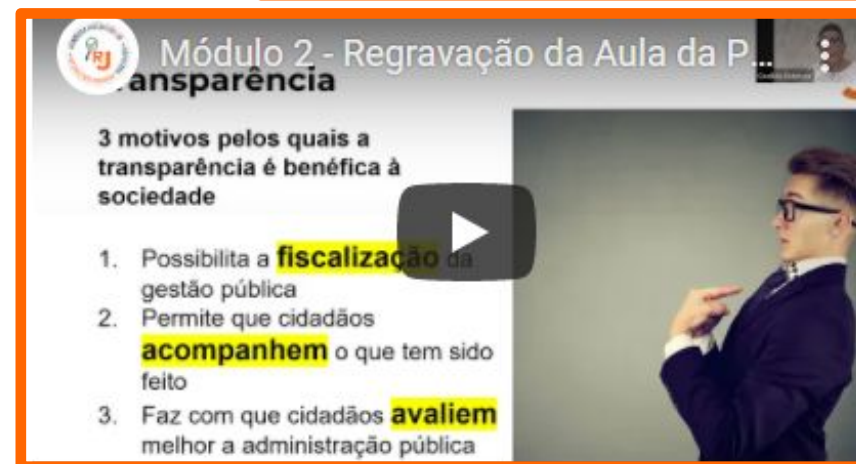 RJ
Módulo 2 - Regravação da Aula da P...
ansparência
3 motivos pelos quais a
transparência é benéfica à
sociedade
1. Possibilita a fiscalização da
gestão pública
2. Permite que cidadãos
acompanhem o que tem sido
feito
3. Faz com que cidadãos avaliem
melhor a administração pública